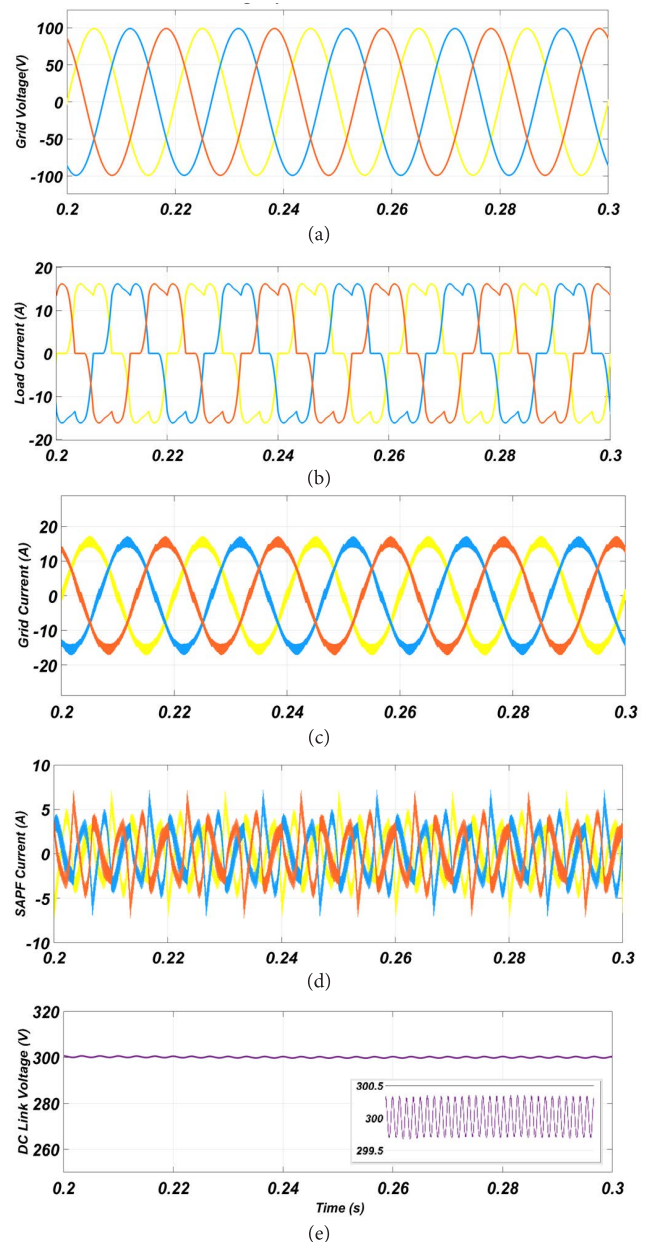 100
50
0
-50
-100
Grid Voltage(V)
0.2 0.22 0.24 0.26 0.28 0.3
(a)
20
10
0
-10
-20
Load Current (A)
0.2 0.22 0.24 0.26 0.28 0.3
(b)
20
10
0
-10
-20
Grid Current (A)
0.2 0.22 0.24 0.26 0.28 0.3
(c)
10
5
0
-5
-10
SAPF Current (A)
0.2 0.22 0.24 0.26 0.28 0.3
(d)
320
300
280
260
DC Link Voltage (V)
300.5
300
299.5
0.2 0.22 0.24 0.26 0.28 0.3
Time (s)
(e)